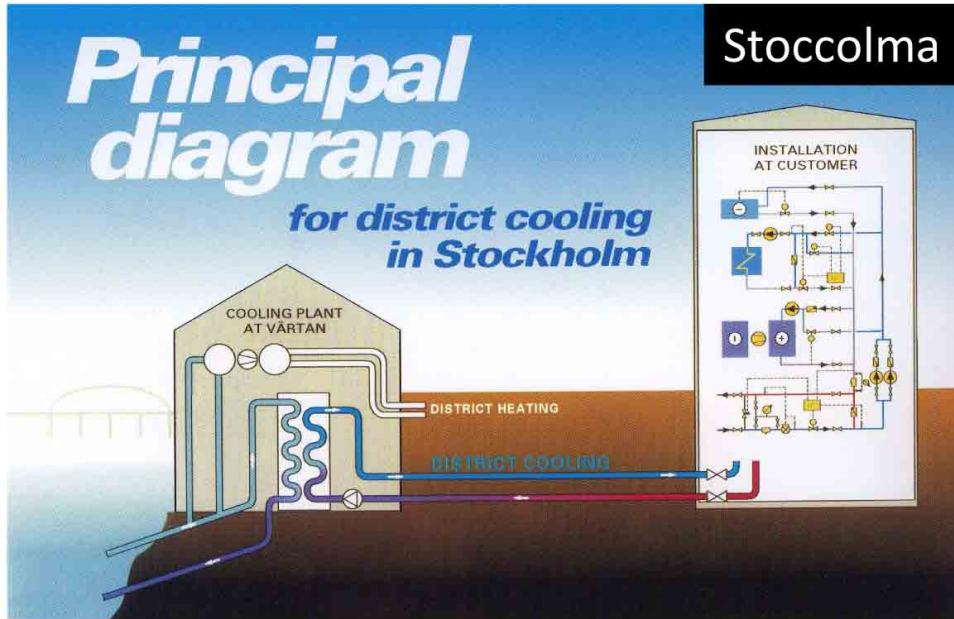 Stoccolma
Principal
diagram
for district cooling
in Stockholm
INSTALLATION
AT CUSTOMER
COOLING PLANT
AT VÄRTAN
DISTRICT HEATING
DISTRICT COOLING